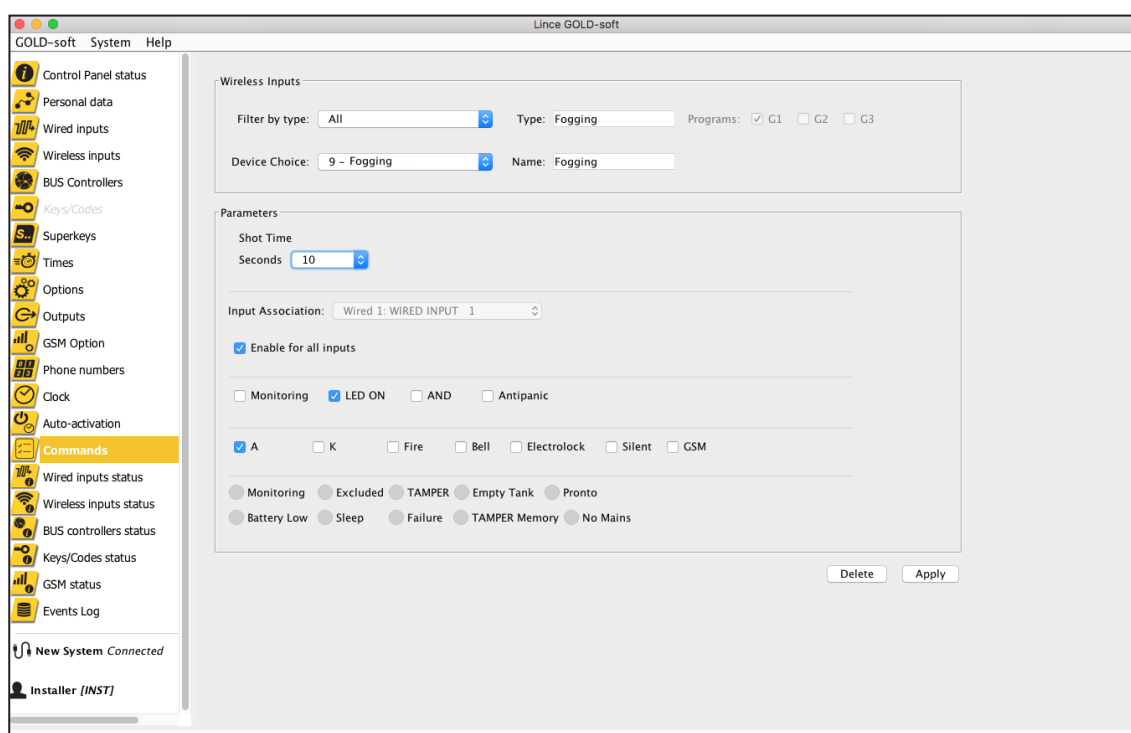 Lince GOLD-soft
GOLD-soft System Help
Control Panel status
Personal data
Wired inputs
Wireless inputs
BUS Controllers
Keys/Codes
S.. Superkeys
Times
Options
Outputs
GSM Option
Phone numbers
Clock
Auto-activation
Commands
Wired inputs status
Wireless inputs status
BUS controllers status
Keys/Codes status
GSM status
Events Log
New System Connected
Installer [INST]
Wireless Inputs
Filter by type: All Type: Fogging Programs: G1 G2 G3
Device Choice: 9 - Fogging Name: Fogging
Parameters
Shot Time
Seconds 10
Input Association: Wired 1: WIRED INPUT 1
Enable for all inputs
Monitoring LED ON AND Antipanic
A K Fire Bell Electrolock Silent GSM
Monitoring Excluded TAMPER Empty Tank Pronto
Battery Low Sleep Failure TAMPER Memory No Mains
Delete Apply